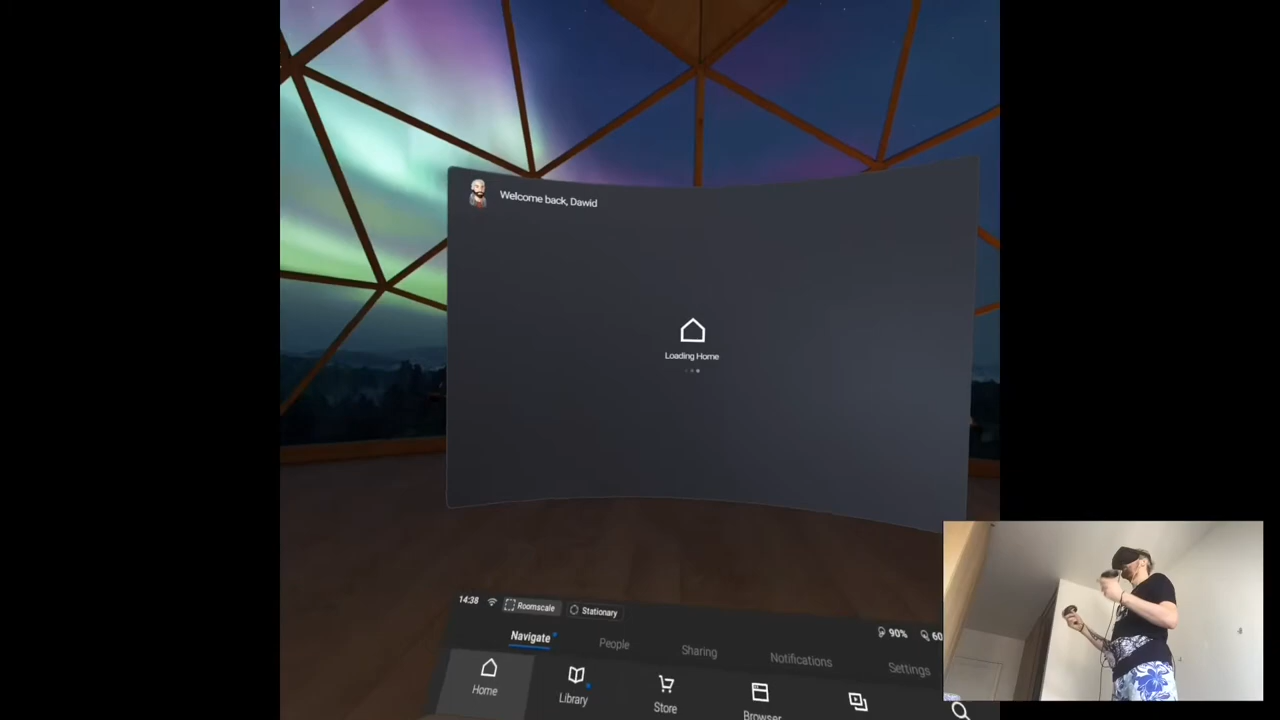 Welcome back, Dawid
Loading Home
14:38
Roomscale
Stationary
90%
60
Navigate
People
Sharing
Notifications
Settings
Home
Library
Store
Browser